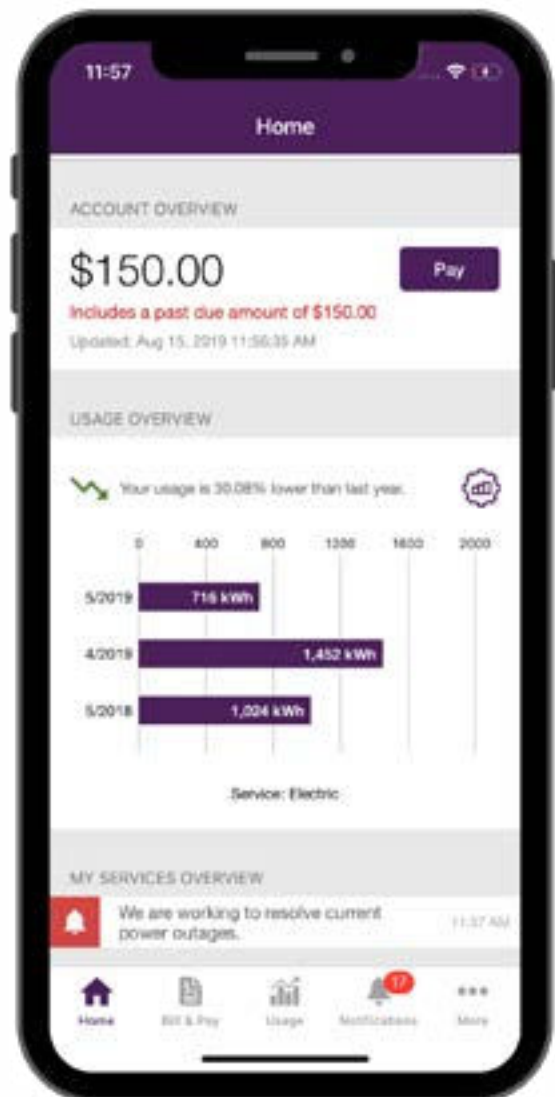 11:57
Home
ACCOUNT OVERVIEW
$150.00
Pay
Includes a past due amount of $150.00
Updated: Aug 15, 2019 11:56:35 AM
USAGE OVERVIEW
Your usage is 30.08% lower than last year.
0 400 800 1200 1600 2000
5/2019 716 kWh
4/2019 1,452 kWh
5/2018 1,024 kWh
Service: Electric
MY SERVICES OVERVIEW
We are working to resolve current
power outages.
11:37 AM
17
Home Bill & Pay Usage Notifications More